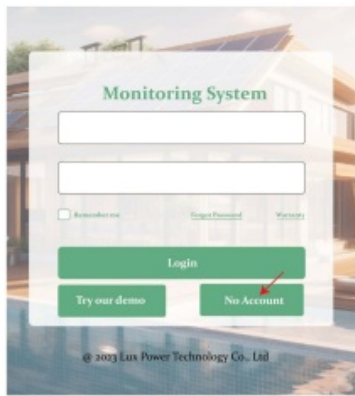 Monitoring System
Remember me
Forgot Password
Warranty
Login
Try our demo
No Account
@ 2023 Lux Power Technology Co., Ltd